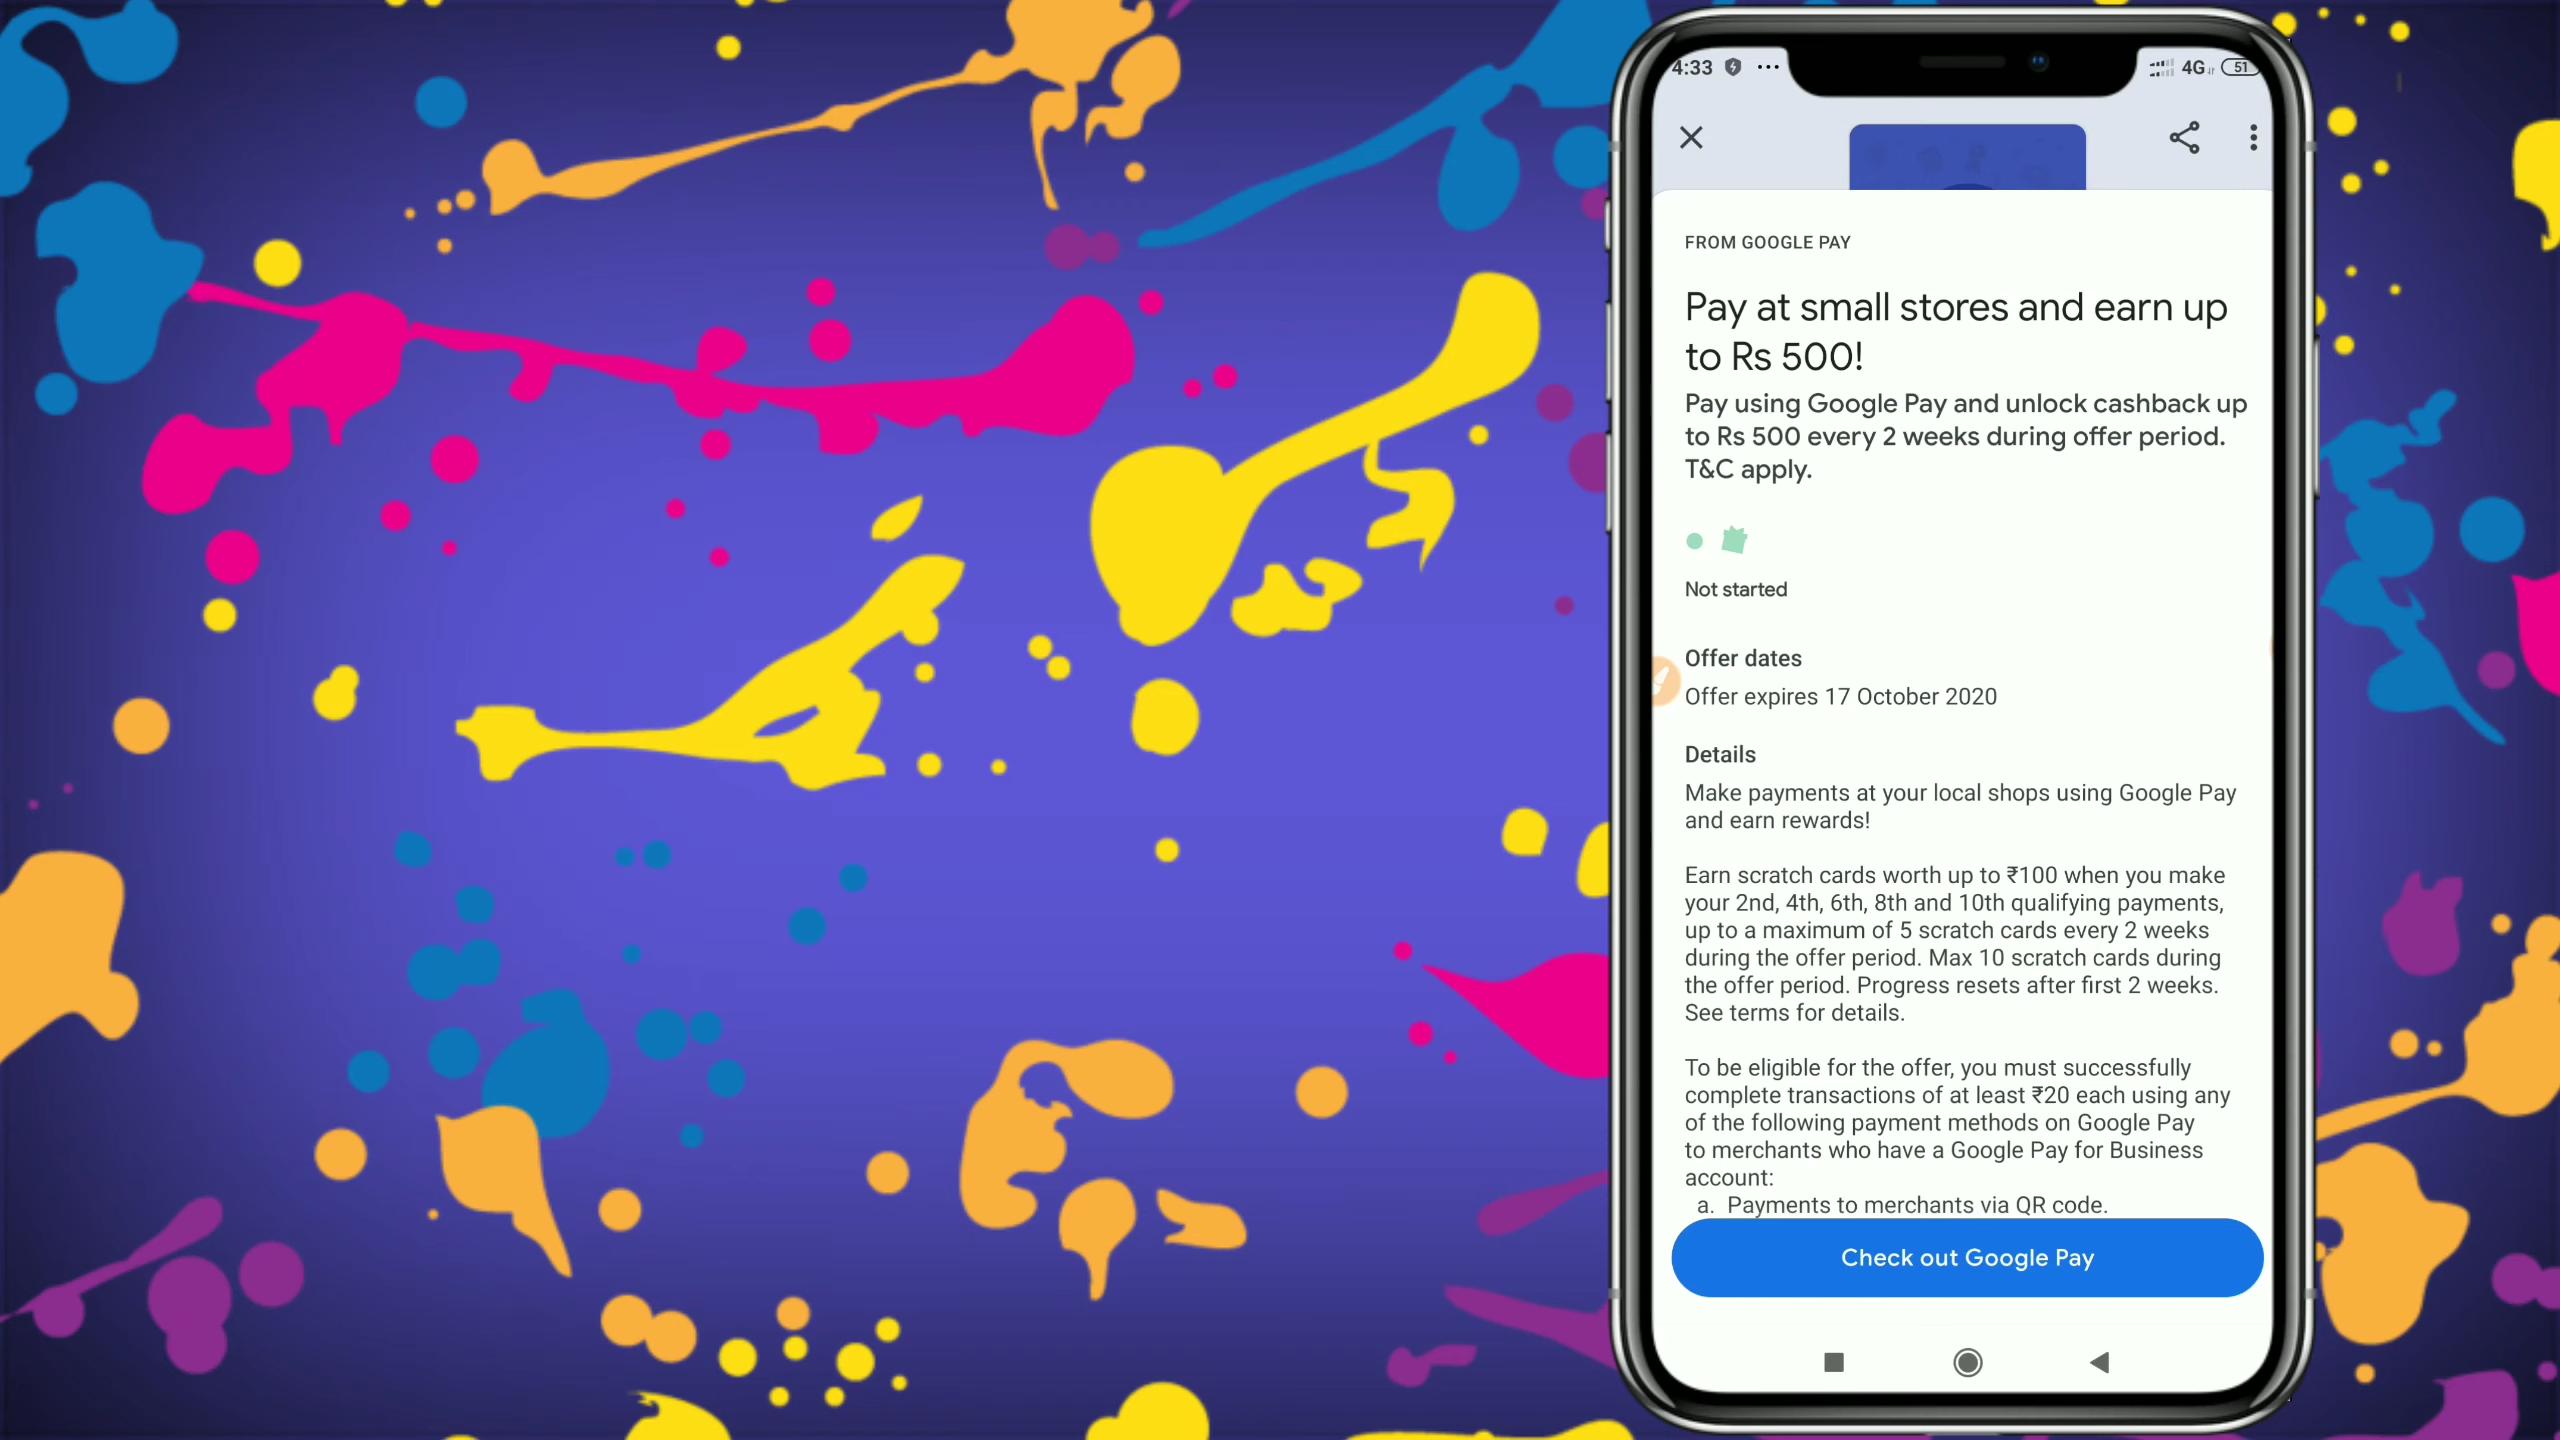 4:33 ... 4G 51
FROM GOOGLE PAY
Pay at small stores and earn up
to Rs 500!
Pay using Google Pay and unlock cashback up
to Rs 500 every 2 weeks during offer period.
T&C apply.
Not started
Offer dates
Offer expires 17 October 2020
Details
Make payments at your local shops using Google Pay
and earn rewards!
Earn scratch cards worth up to ₹100 when you make
your 2nd, 4th, 6th, 8th and 10th qualifying payments,
up to a maximum of 5 scratch cards every 2 weeks
during the offer period. Max 10 scratch cards during
the offer period. Progress resets after first 2 weeks.
See terms for details.
To be eligible for the offer, you must successfully
complete transactions of at least ₹20 each using any
of the following payment methods on Google Pay
to merchants who have a Google Pay for Business
account:
a. Payments to merchants via QR code.
Check out Google Pay